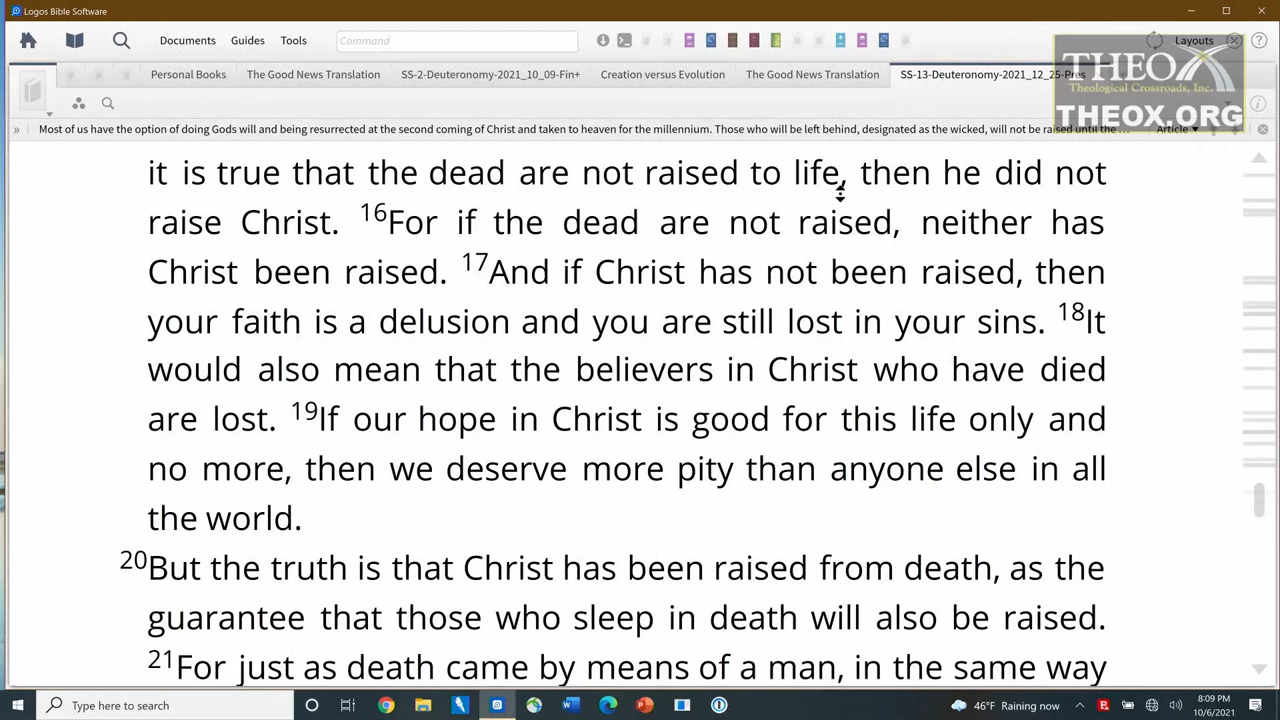 Logos Bible Software
Documents Guides Tools Command Layouts
Personal Books The Good News Translation 2-Deuteronomy-2021_10_09-Fin+ Creation versus Evolution The Good News Translation SS-13-Deuteronomy-2021_12_25-Pres
THEOX
Theological Crossroads, Inc.
THEOX.ORG
» Most of us have the option of doing Gods will and being resurrected at the second coming of Christ and taken to heaven for the millennium. Those who will be left behind, designated as the wicked, will not be raised until the ... Article
it is true that the dead are not raised to life, then he did not
raise Christ. 16For if the dead are not raised, neither has
Christ been raised. 17And if Christ has not been raised, then
your faith is a delusion and you are still lost in your sins. 18It
would also mean that the believers in Christ who have died
are lost. 19If our hope in Christ is good for this life only and
no more, then we deserve more pity than anyone else in all
the world.
20But the truth is that Christ has been raised from death, as the
guarantee that those who sleep in death will also be raised.
21For just as death came by means of a man, in the same way
Type here to search 46°F Raining now 8:09 PM
10/6/2021